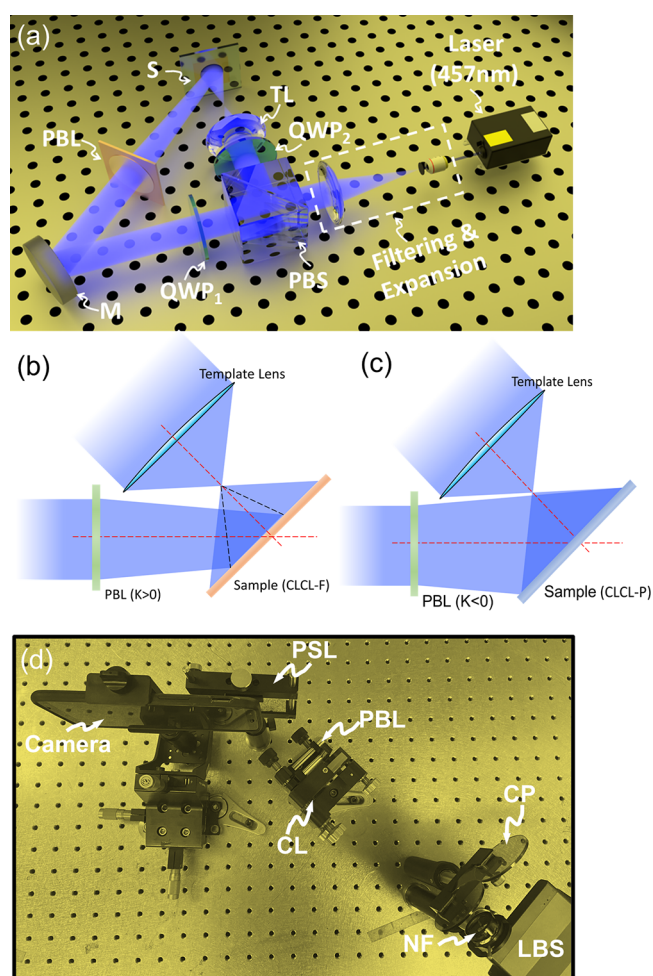 (a)
Laser
(457nm)
S
TL
PBL
QWP2
Filtering &
Expansion
PBS
QWP1
M
(b)
Template Lens
PBL (K>0)
Sample (CLCL-F)
(c)
Template Lens
PBL (K<0)
Sample (CLCL-P)
(d)
PSL
PBL
Camera
CP
CL
NF
LBS